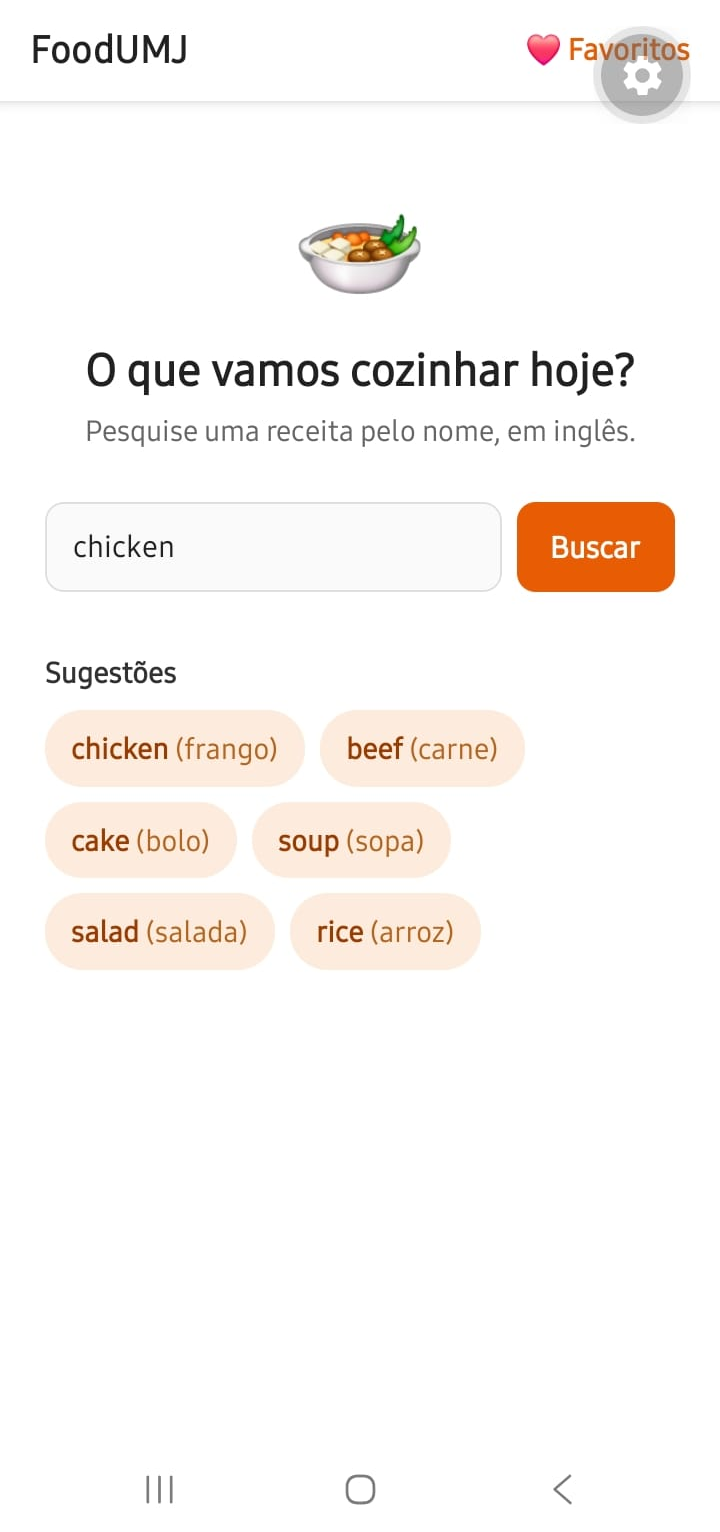 FoodUMJ
Favoritos
O que vamos cozinhar hoje?
Pesquise uma receita pelo nome, em inglês.
chicken
Buscar
Sugestões
chicken (frango)
beef (carne)
cake (bolo)
soup (sopa)
salad (salada)
rice (arroz)